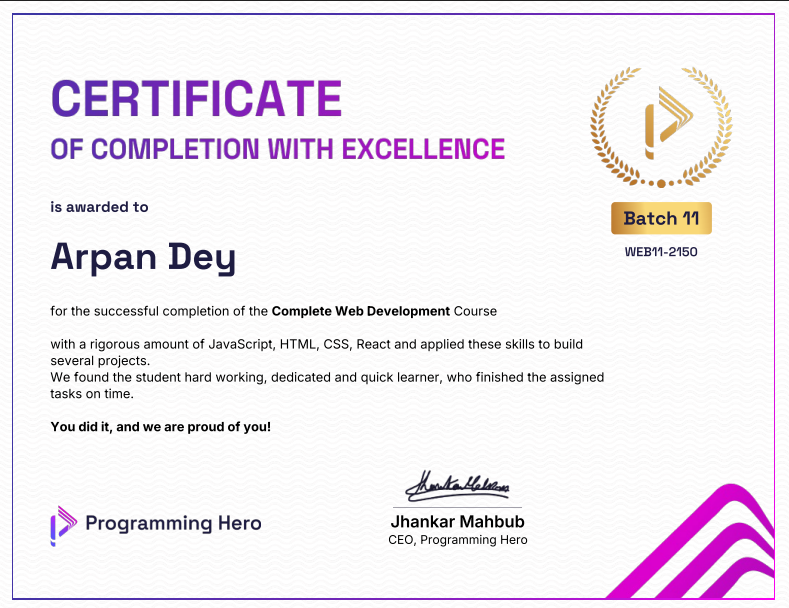 CERTIFICATE
OF COMPLETION WITH EXCELLENCE
is awarded to
Arpan Dey
Batch 11
WEB11-2150
for the successful completion of the Complete Web Development Course
with a rigorous amount of JavaScript, HTML, CSS, React and applied these skills to build
several projects.
We found the student hard working, dedicated and quick learner, who finished the assigned
tasks on time.
You did it, and we are proud of you!
Programming Hero
Jhankar Mahbub
Jhankar Mahbub
CEO, Programming Hero